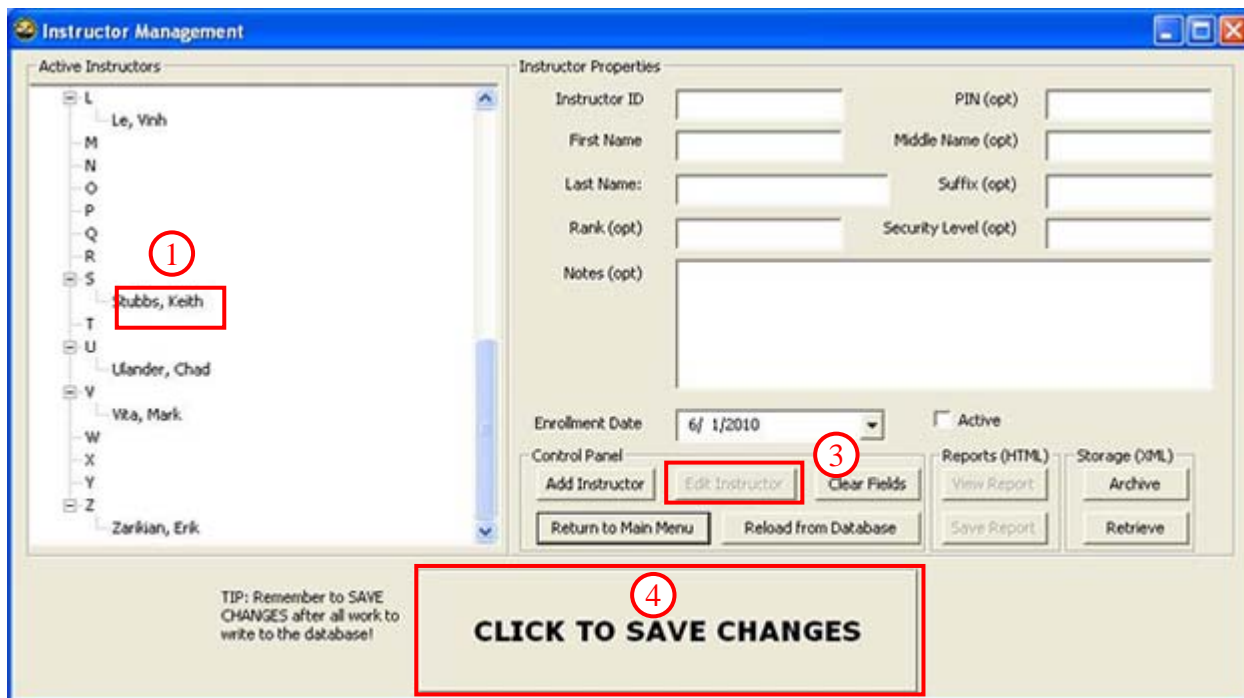 Instructor Management
Active Instructors
L
Le, Vinh
M
N
O
P
Q
R
1
S
Stubbs, Keith
T
U
Ulander, Chad
V
Vita, Mark
W
X
Y
Z
Zarikian, Erik
Instructor Properties
Instructor ID
PIN (opt)
First Name
Middle Name (opt)
Last Name:
Suffix (opt)
Rank (opt)
Security Level (opt)
Notes (opt)
Enrollment Date
6/ 1/2010
Active
3
Control Panel
Reports (HTML)
Storage (XML)
Add Instructor
Edit Instructor
Clear Fields
View Report
Archive
Return to Main Menu
Reload from Database
Save Report
Retrieve
TIP: Remember to SAVE
CHANGES after all work to
write to the database!
4
CLICK TO SAVE CHANGES